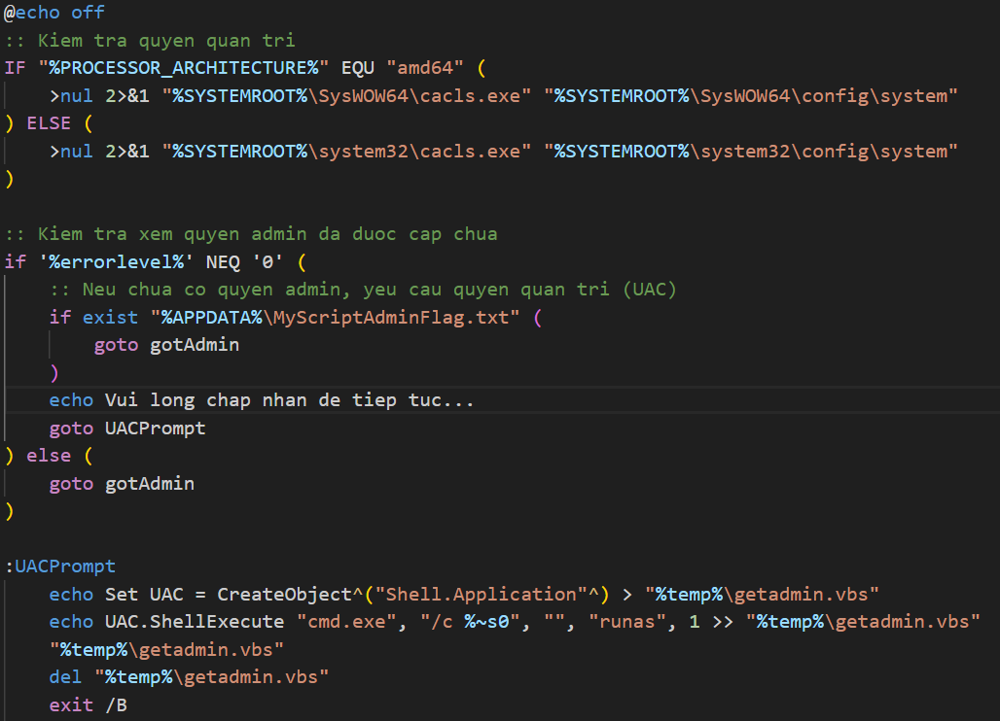 @echo off
:: Kiem tra quyen quan tri
IF "%PROCESSOR_ARCHITECTURE%" EQU "amd64" (
    >nul 2>&1 "%SYSTEMROOT%\SysWOW64\cacls.exe" "%SYSTEMROOT%\SysWOW64\config\system"
) ELSE (
    >nul 2>&1 "%SYSTEMROOT%\system32\cacls.exe" "%SYSTEMROOT%\system32\config\system"
)

:: Kiem tra xem quyen admin da duoc cap chua
if '%errorlevel%' NEQ '0' (
    :: Neu chua co quyen admin, yeu cau quyen quan tri (UAC)
    if exist "%APPDATA%\MyScriptAdminFlag.txt" (
        goto gotAdmin
    )
    echo Vui long chap nhan de tiep tuc...
    goto UACPrompt
) else (
    goto gotAdmin
)

:UACPrompt
    echo Set UAC = CreateObject^("Shell.Application"^) > "%temp%\getadmin.vbs"
    echo UAC.ShellExecute "cmd.exe", "/c %~s0", "", "runas", 1 >> "%temp%\getadmin.vbs"
    "%temp%\getadmin.vbs"
    del "%temp%\getadmin.vbs"
    exit /B